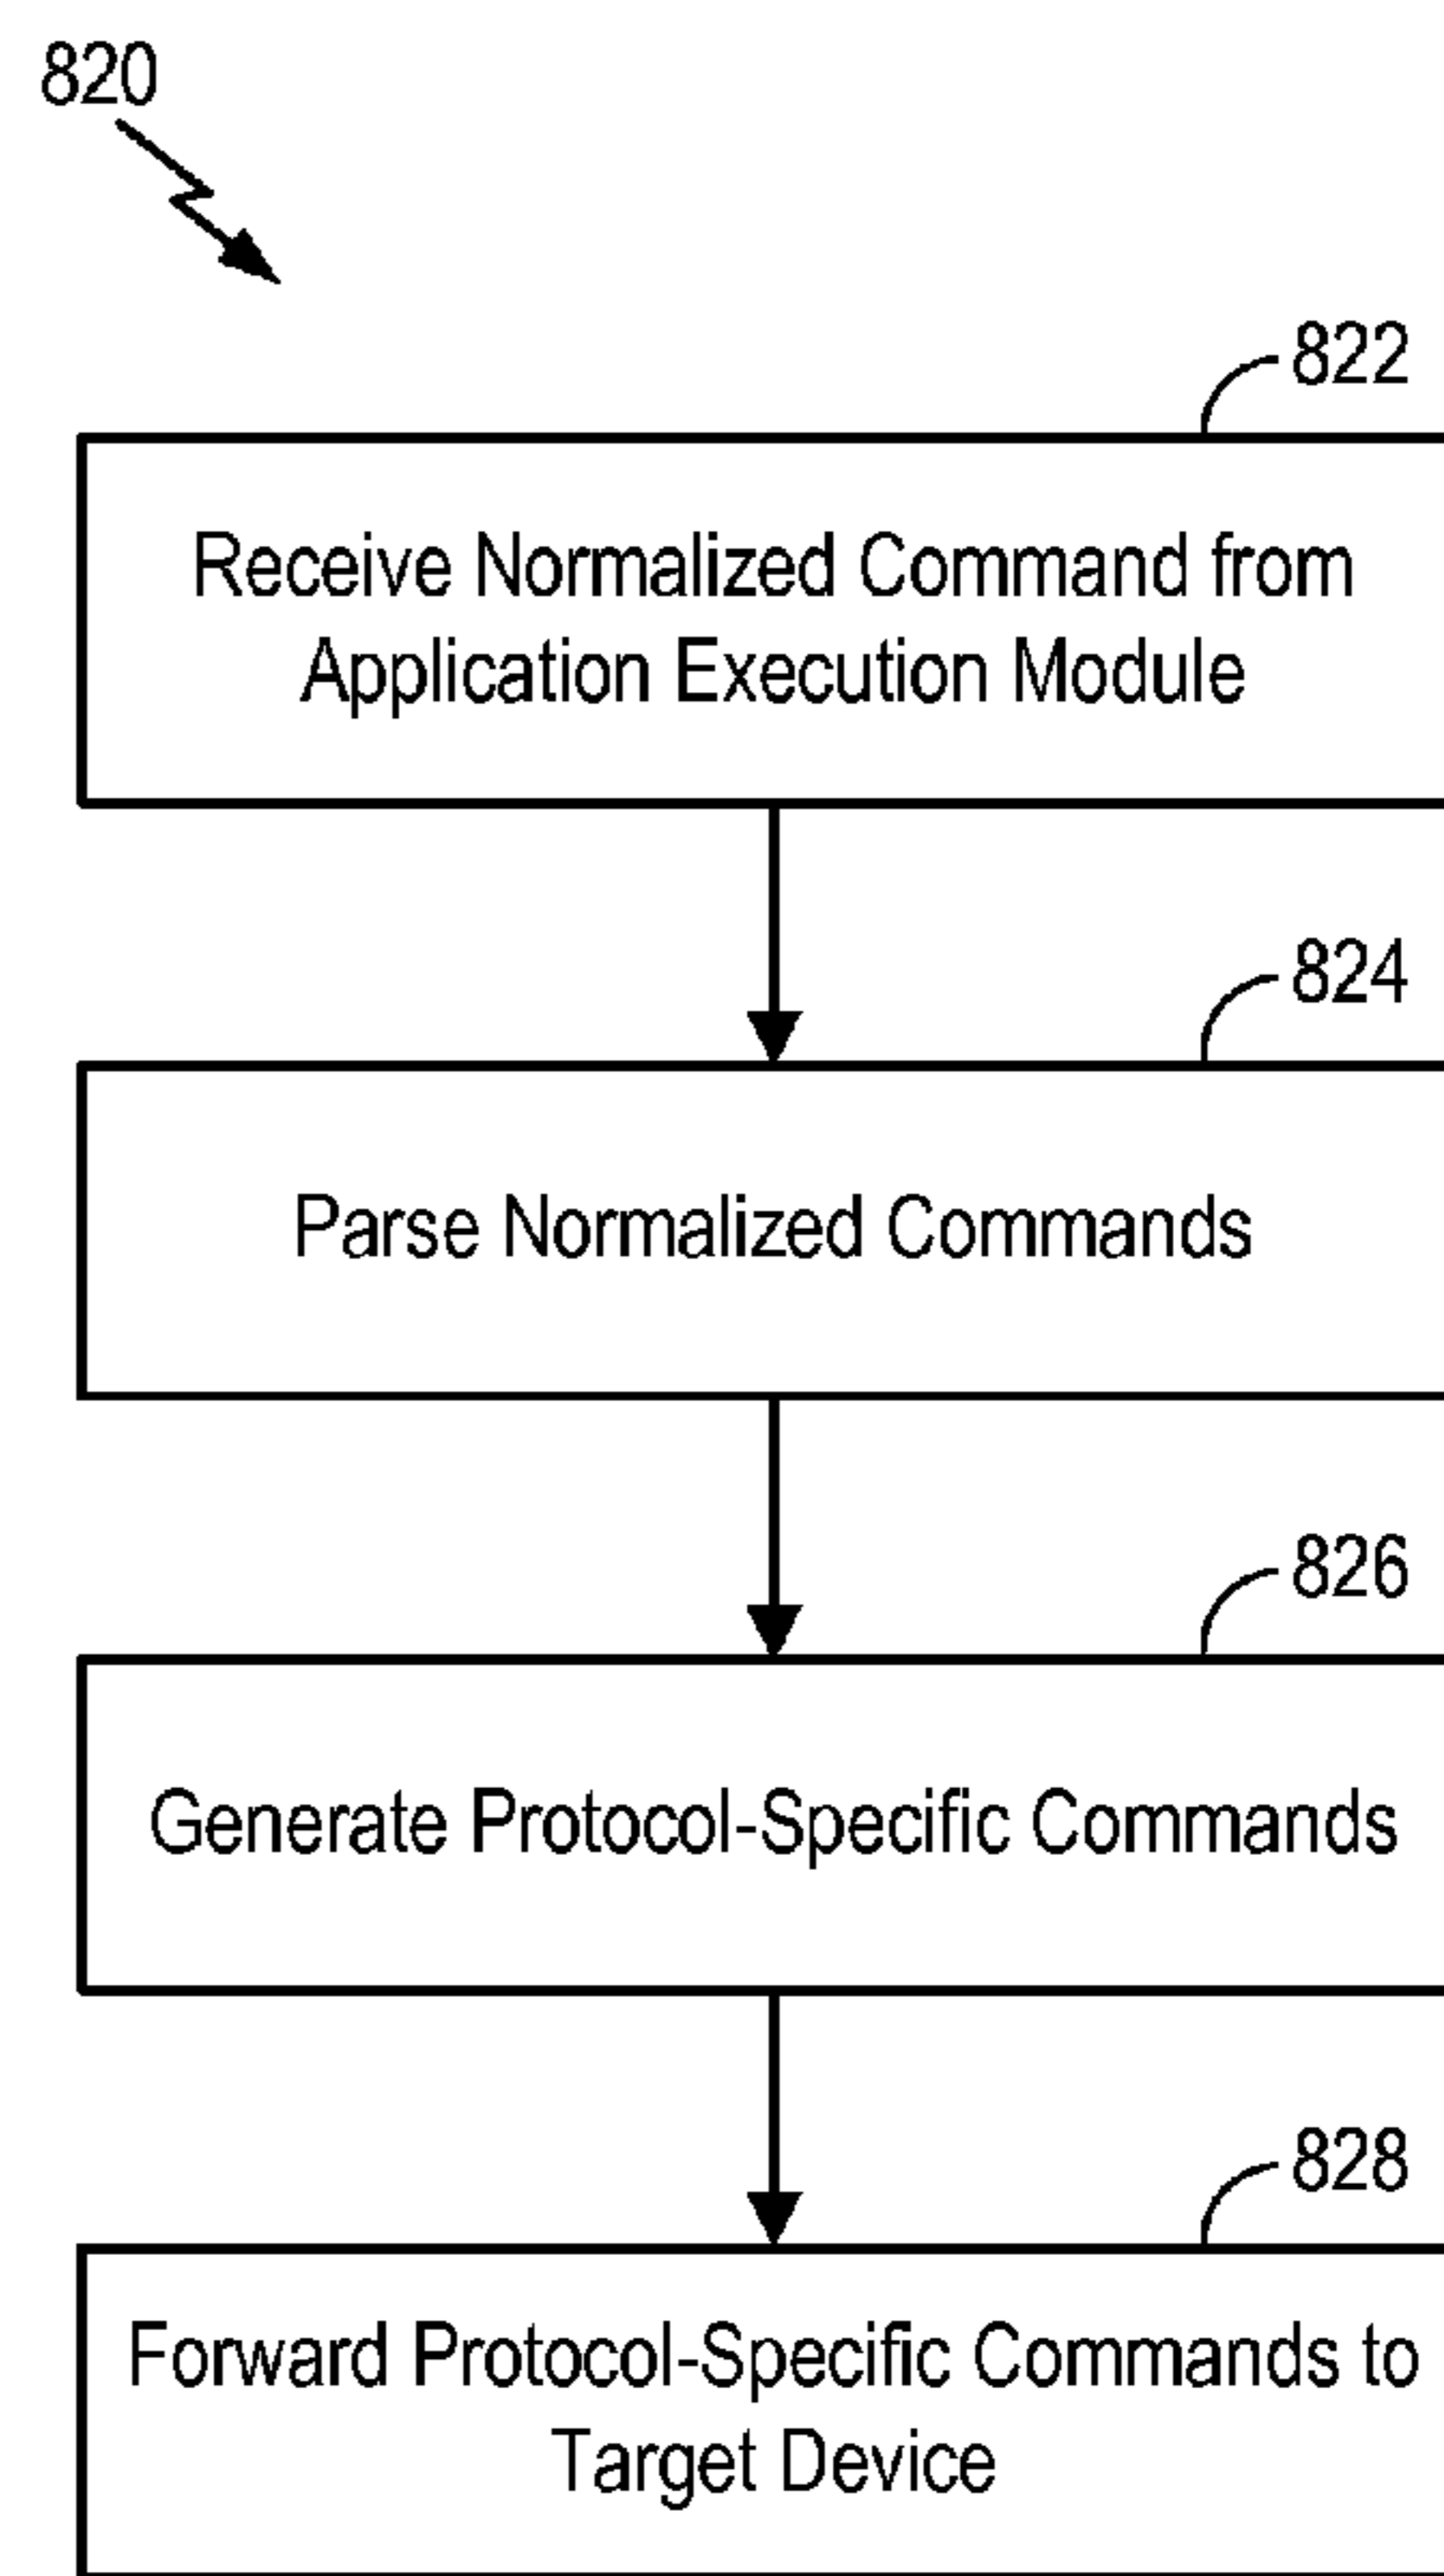 820
822
Receive Normalized Command from
Application Execution Module
824
Parse Normalized Commands
826
Generate Protocol-Specific Commands
828
Forward Protocol-Specific Commands to
Target Device